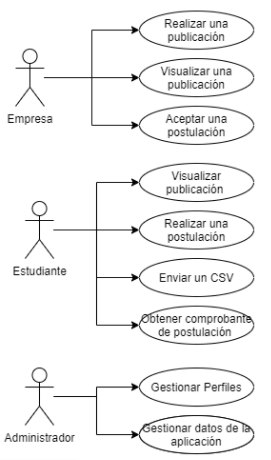 Realizar una
publicación
Visualizar una
publicación
Empresa
Aceptar una
postulación
Visualizar
publicación
Realizar una
postulación
Estudiante
Enviar un CSV
Obtener comprobante
de postulación
Gestionar Perfiles
Administrador
Gestionar datos de la
aplicación